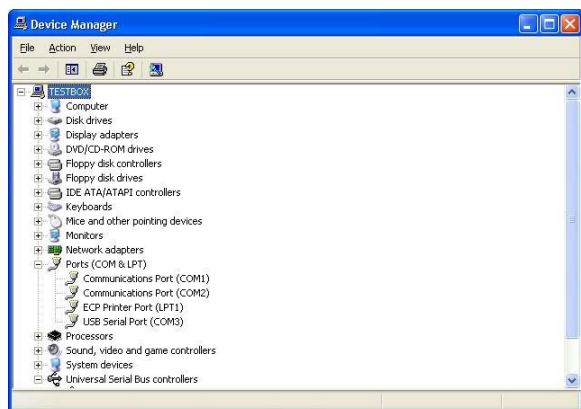 Device Manager
File Action View Help
TESTBOX
Computer
Disk drives
Display adapters
DVD/CD-ROM drives
Floppy disk controllers
Floppy disk drives
IDE ATA/ATAPI controllers
Keyboards
Mice and other pointing devices
Monitors
Network adapters
Ports (COM & LPT)
Communications Port (COM1)
Communications Port (COM2)
ECP Printer Port (LPT1)
USB Serial Port (COM3)
Processors
Sound, video and game controllers
System devices
Universal Serial Bus controllers